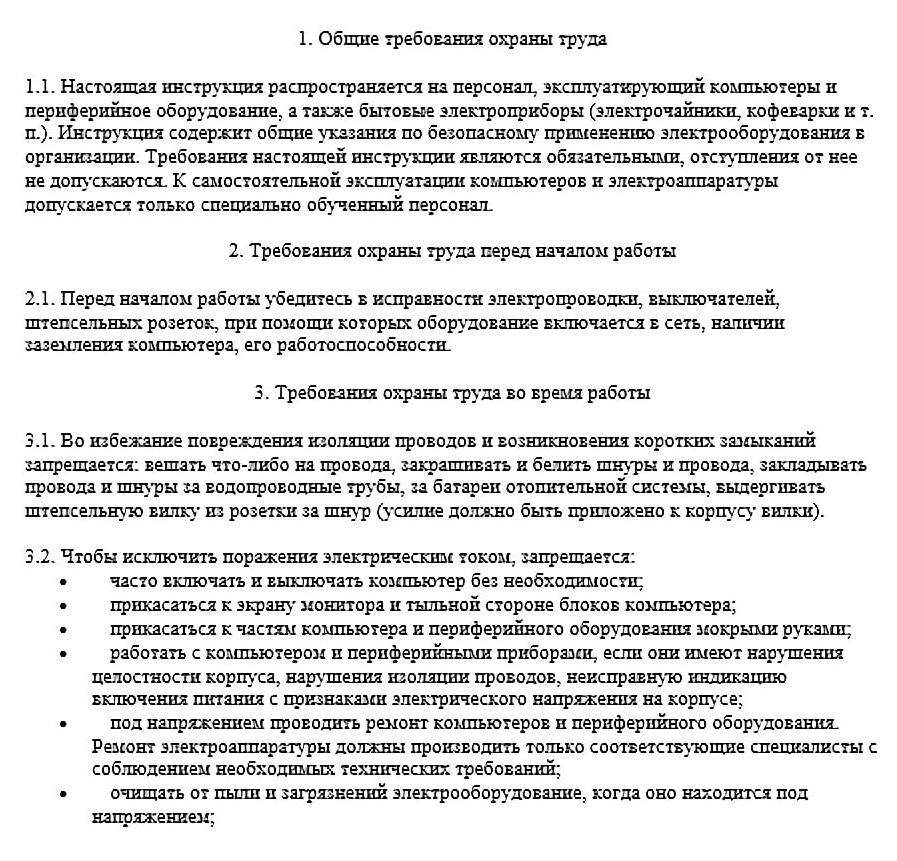 1. Общие требования охраны труда
1.1. Настоящая инструкция распространяется на персонал, эксплуатирующий компьютеры и
периферийное оборудование, а также бытовые электроприборы (электрочайники, кофеварки и т.
п.). Инструкция содержит общие указания по безопасному применению электрооборудования в
организации. Требования настоящей инструкции являются обязательными, отступления от нее
не допускаются. К самостоятельной эксплуатации компьютеров и электроаппаратуры
допускается только специально обученный персонал.
2. Требования охраны труда перед началом работы
2.1. Перед началом работы убедитесь в исправности электропроводки, выключателей,
штепсельных розеток, при помощи которых оборудование включается в сеть, наличии
заземления компьютера, его работоспособности.
3. Требования охраны труда во время работы
3.1. Во избежание повреждения изоляции проводов и возникновения коротких замыканий
запрещается: вешать что-либо на провода, закрашивать и белить шнуры и провода, закладывать
провода и шнуры за водопроводные трубы, за батареи отопительной системы, выдергивать
штепсельную вилку из розетки за шнур (усилие должно быть приложено к корпусу вилки).
3.2. Чтобы исключить поражения электрическим током, запрещается:
• часто включать и выключать компьютер без необходимости;
• прикасаться к экрану монитора и тыльной стороне блоков компьютера;
• прикасаться к частям компьютера и периферийного оборудования мокрыми руками;
• работать с компьютером и периферийными приборами, если они имеют нарушения
целостности корпуса, нарушения изоляции проводов, неисправную индикацию
включения питания с признаками электрического напряжения на корпусе;
• под напряжением проводить ремонт компьютеров и периферийного оборудования.
Ремонт электроаппаратуры должны производить только соответствующие специалисты с
соблюдением необходимых технических требований;
• очищать от пыли и загрязнений электрооборудование, когда оно находится под
напряжением;